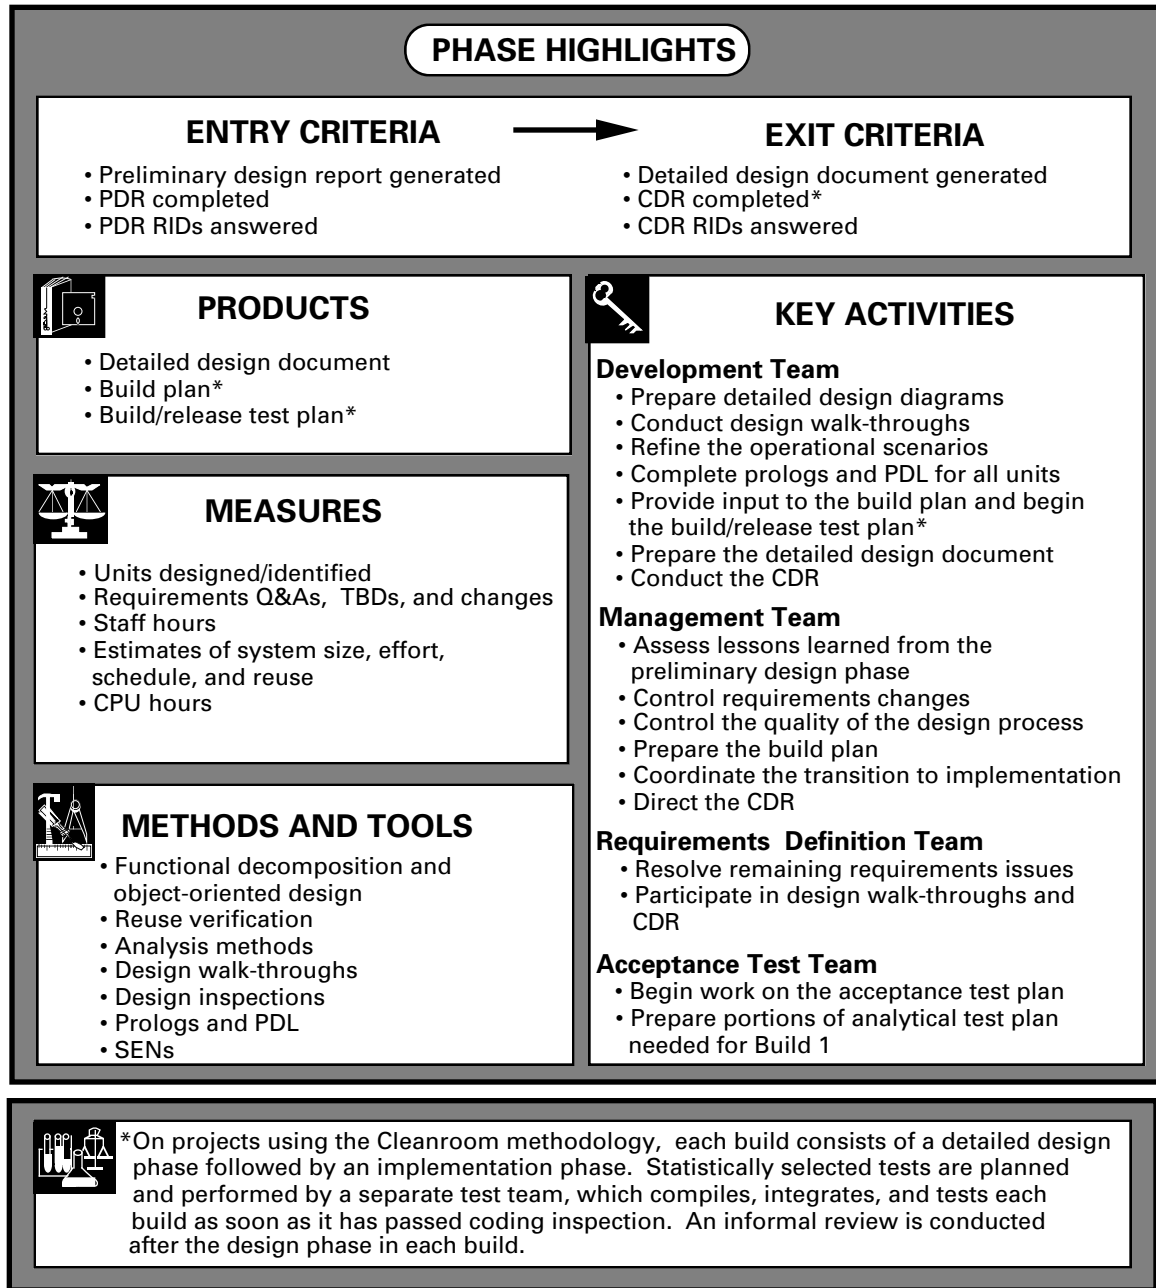 PHASE HIGHLIGHTS
ENTRY CRITERIA
• Preliminary design report generated
• PDR completed
• PDR RIDs answered
EXIT CRITERIA
• Detailed design document generated
• CDR completed*
• CDR RIDs answered
PRODUCTS
• Detailed design document
• Build plan*
• Build/release test plan*
MEASURES
• Units designed/identified
• Requirements Q&As, TBDs, and changes
• Staff hours
• Estimates of system size, effort,
schedule, and reuse
• CPU hours
METHODS AND TOOLS
• Functional decomposition and
object-oriented design
• Reuse verification
• Analysis methods
• Design walk-throughs
• Design inspections
• Prologs and PDL
• SENs
KEY ACTIVITIES
Development Team
• Prepare detailed design diagrams
• Conduct design walk-throughs
• Refine the operational scenarios
• Complete prologs and PDL for all units
• Provide input to the build plan and begin
the build/release test plan*
• Prepare the detailed design document
• Conduct the CDR
Management Team
• Assess lessons learned from the
preliminary design phase
• Control requirements changes
• Control the quality of the design process
• Prepare the build plan
• Coordinate the transition to implementation
• Direct the CDR
Requirements Definition Team
• Resolve remaining requirements issues
• Participate in design walk-throughs and
CDR
Acceptance Test Team
• Begin work on the acceptance test plan
• Prepare portions of analytical test plan
needed for Build 1
*On projects using the Cleanroom methodology, each build consists of a detailed design
phase followed by an implementation phase. Statistically selected tests are planned
and performed by a separate test team, which compiles, integrates, and tests each
build as soon as it has passed coding inspection. An informal review is conducted
after the design phase in each build.